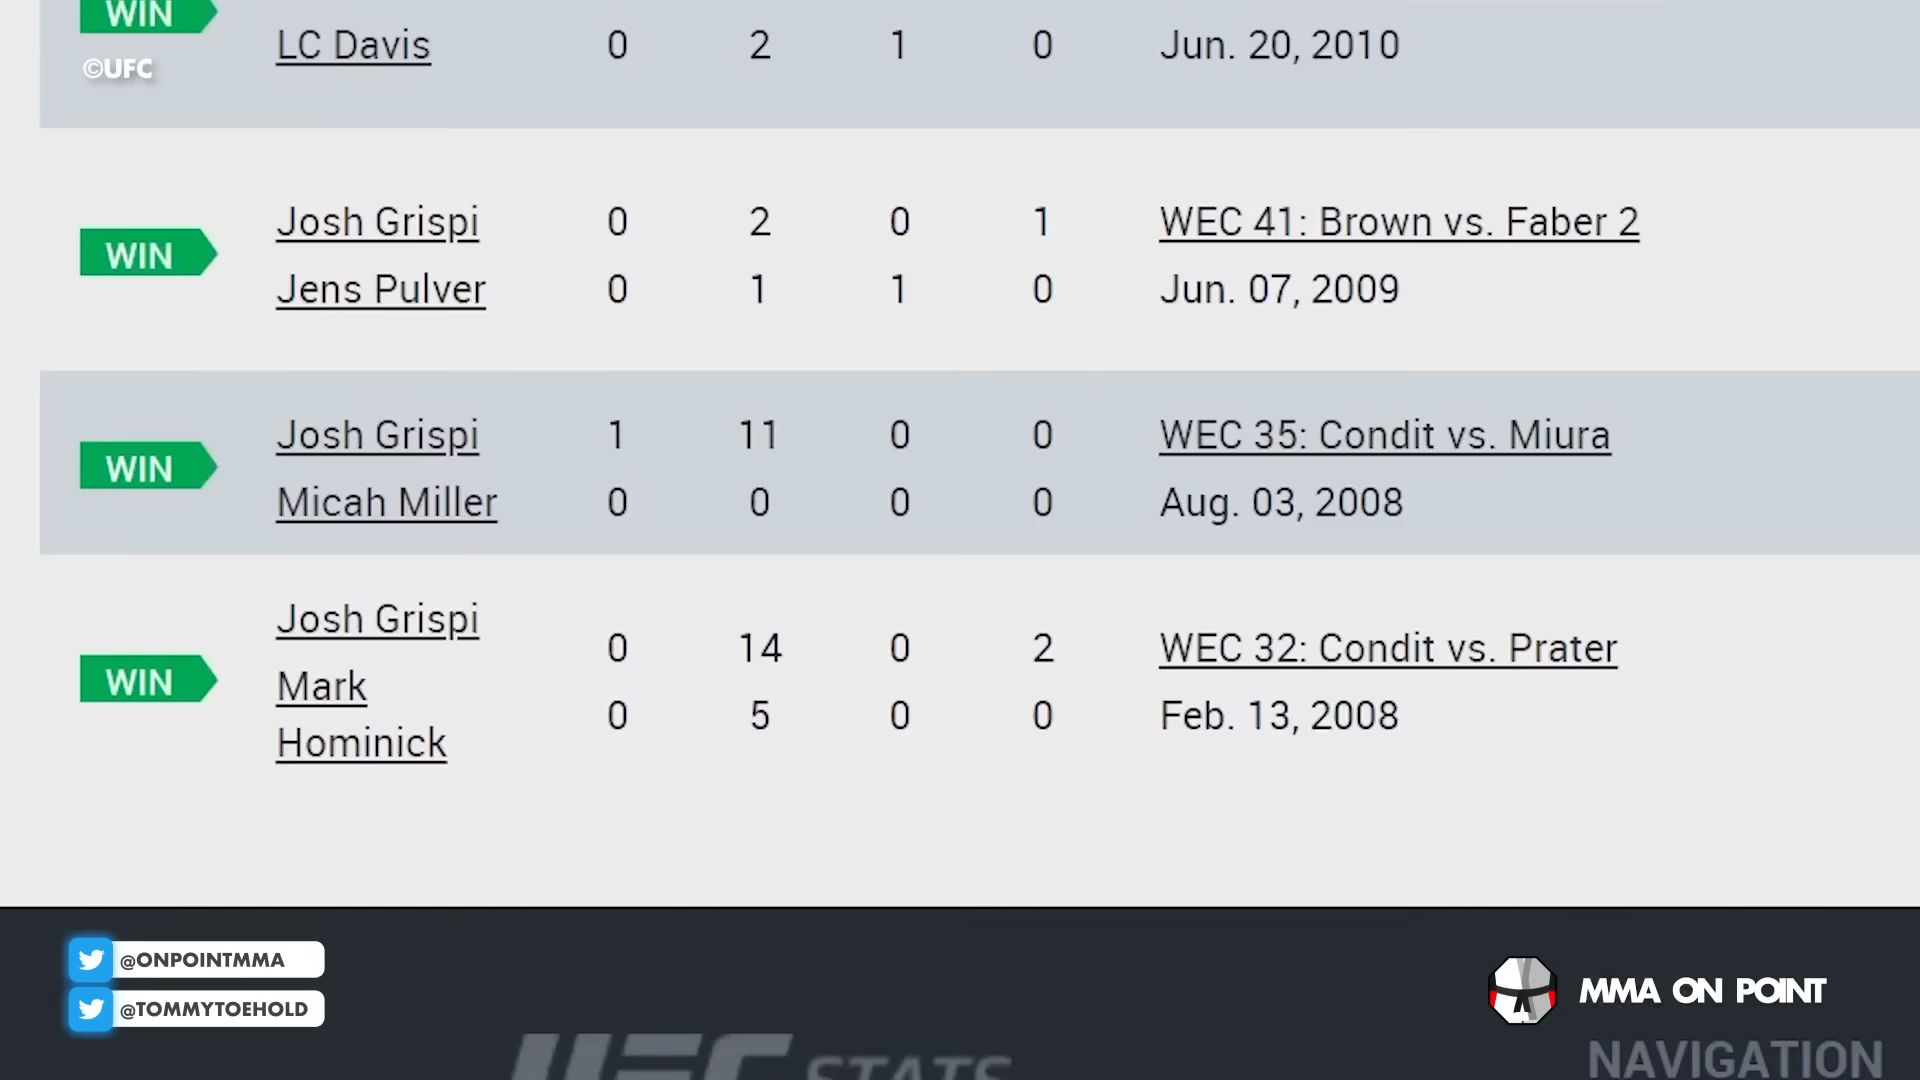 WIN
LC Davis 0 2 1 0 Jun. 20, 2010
©UFC
Josh Grispi 0 2 0 1 WEC 41: Brown vs. Faber 2
WIN
Jens Pulver 0 1 1 0 Jun. 07, 2009
Josh Grispi 1 11 0 0 WEC 35: Condit vs. Miura
WIN
Micah Miller 0 0 0 0 Aug. 03, 2008
Josh Grispi
0 14 0 2 WEC 32: Condit vs. Prater
WIN
Mark
0 5 0 0 Feb. 13, 2008
Hominick
@ONPOINTMMA
@TOMMYTOEHOLD
MMA ON POINT
UFC STATS
NAVIGATION